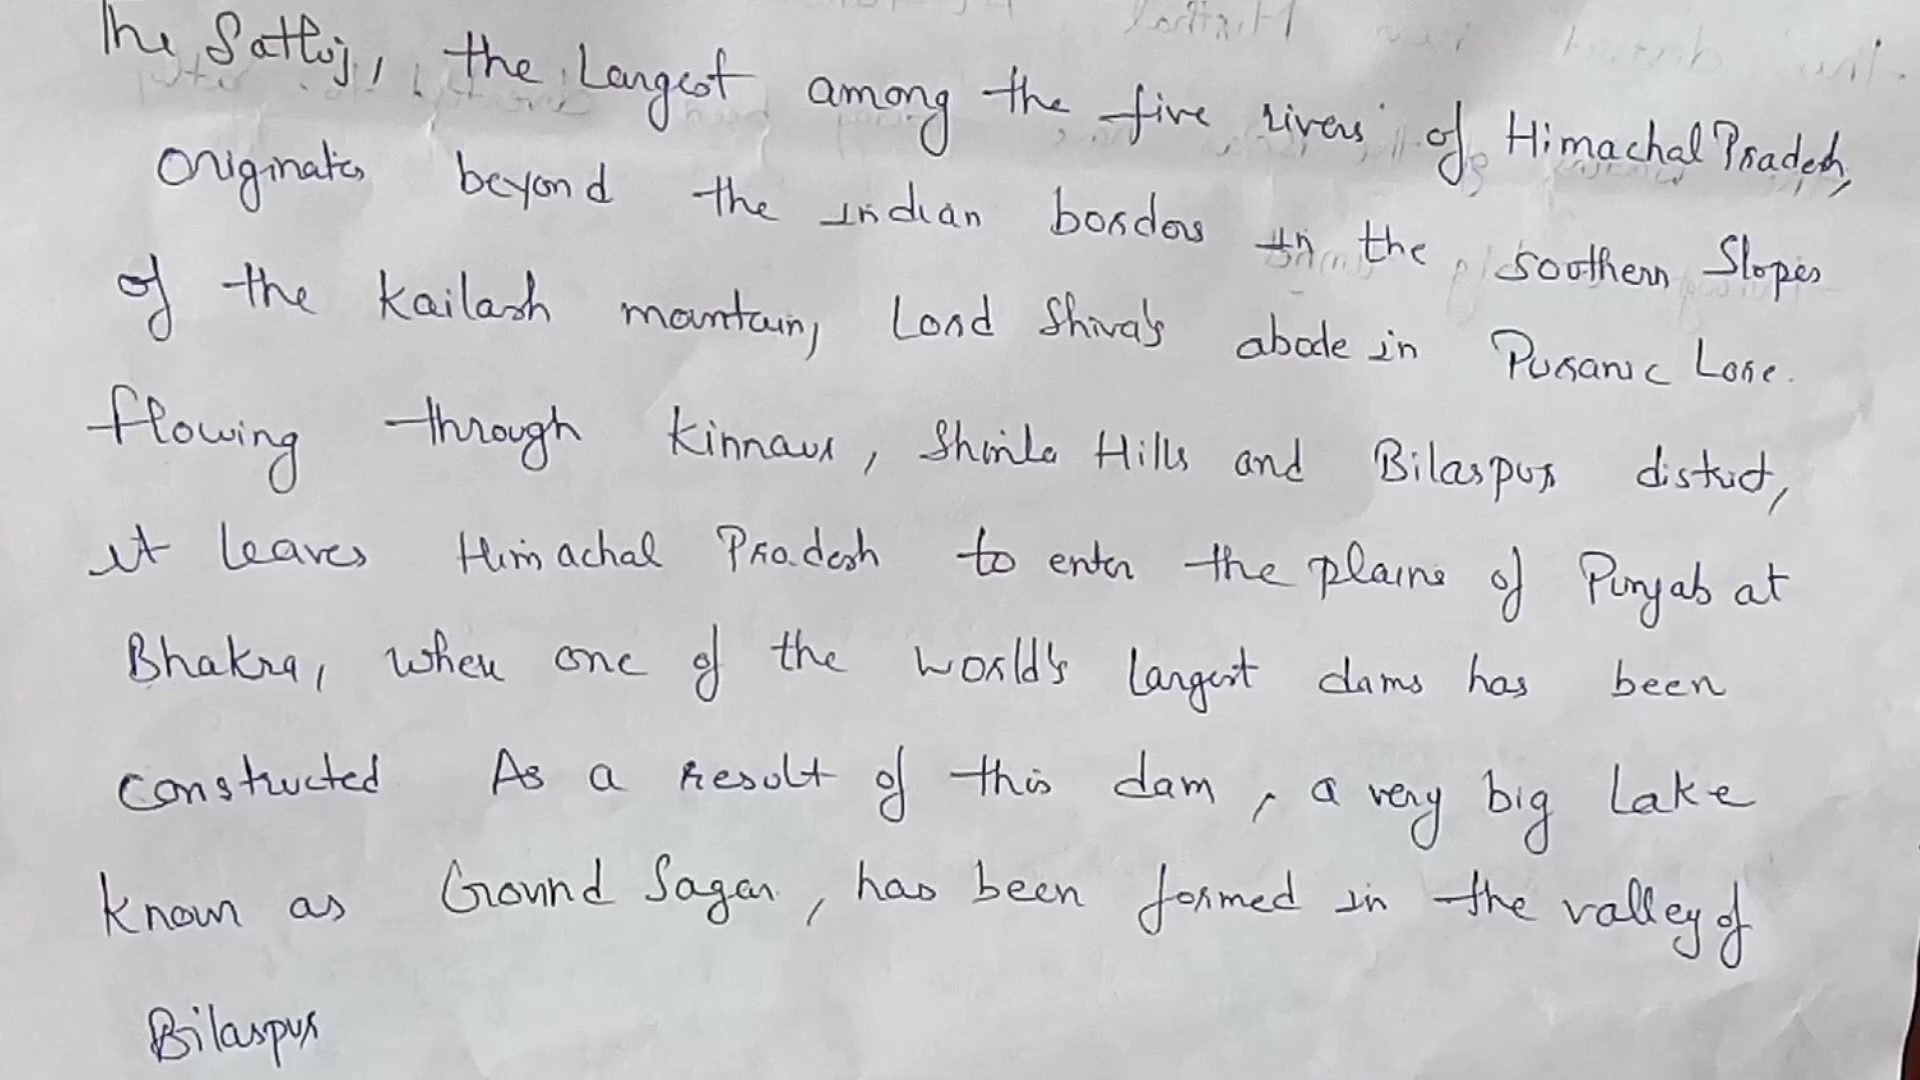 The Satluj, the Largest among the five rivers of Himachal Pradesh,
Originates beyond the Indian borders in the southern Slopes
of the Kailash mountain, Lord Shiva's abode in Puranic Lore.
flowing through Kinnaur, Shimla Hills and Bilaspur district,
it leaves Himachal Pradesh to enter the plains of Punjab at
Bhakra, where one of the world's largest dams has been
constructed As a result of this dam, a very big Lake
known as Govind Sagar, has been formed in the valley of
Bilaspur